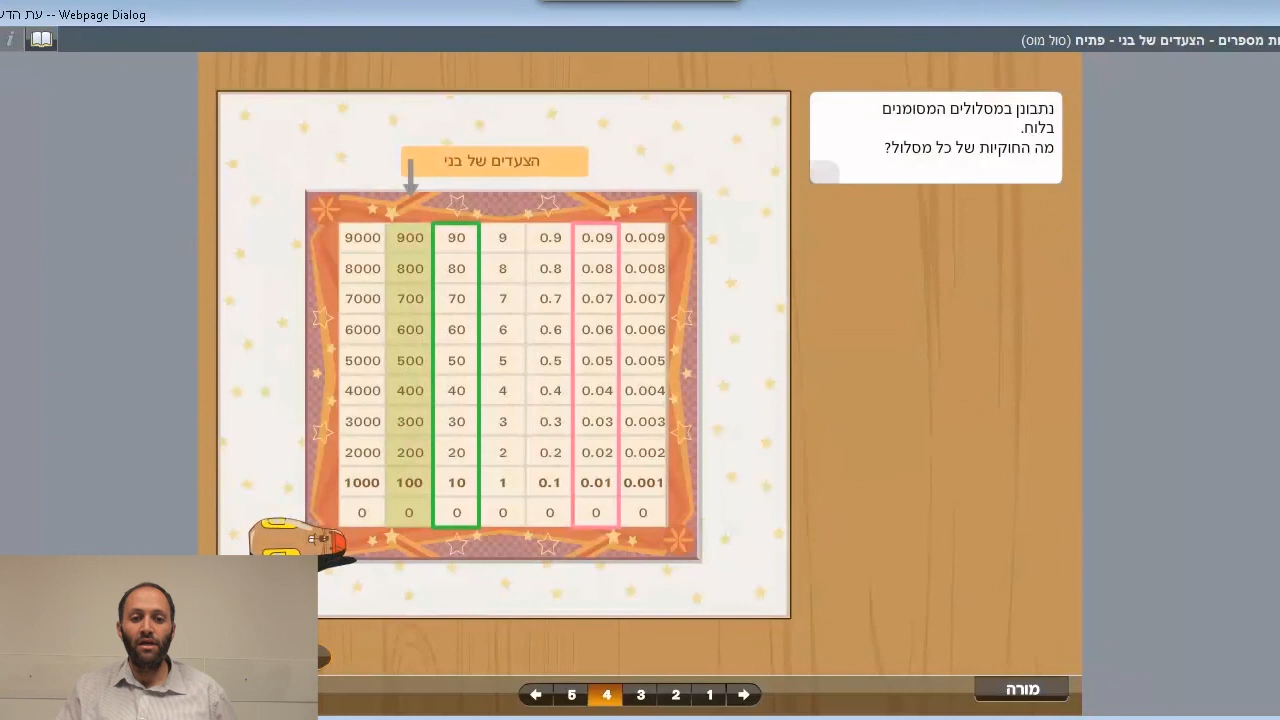 עת הדע -- Webpage Dialog
ות מספרים - הצעדים של בני - פתיח (סול מוס)
i
נתבונן במסלולים המסומנים
בלוח.
מה החוקיות של כל מסלול?
הצעדים של בני
9000 900 90 9 0.9 0.09 0.009
8000 800 80 8 0.8 0.08 0.008
7000 700 70 7 0.7 0.07 0.007
6000 600 60 6 0.6 0.06 0.006
5000 500 50 5 0.5 0.05 0.005
4000 400 40 4 0.4 0.04 0.004
3000 300 30 3 0.3 0.03 0.003
2000 200 20 2 0.2 0.02 0.002
1000 100 10 1 0.1 0.01 0.001
0 0 0 0 0 0 0
5 4 3 2 1
מורה